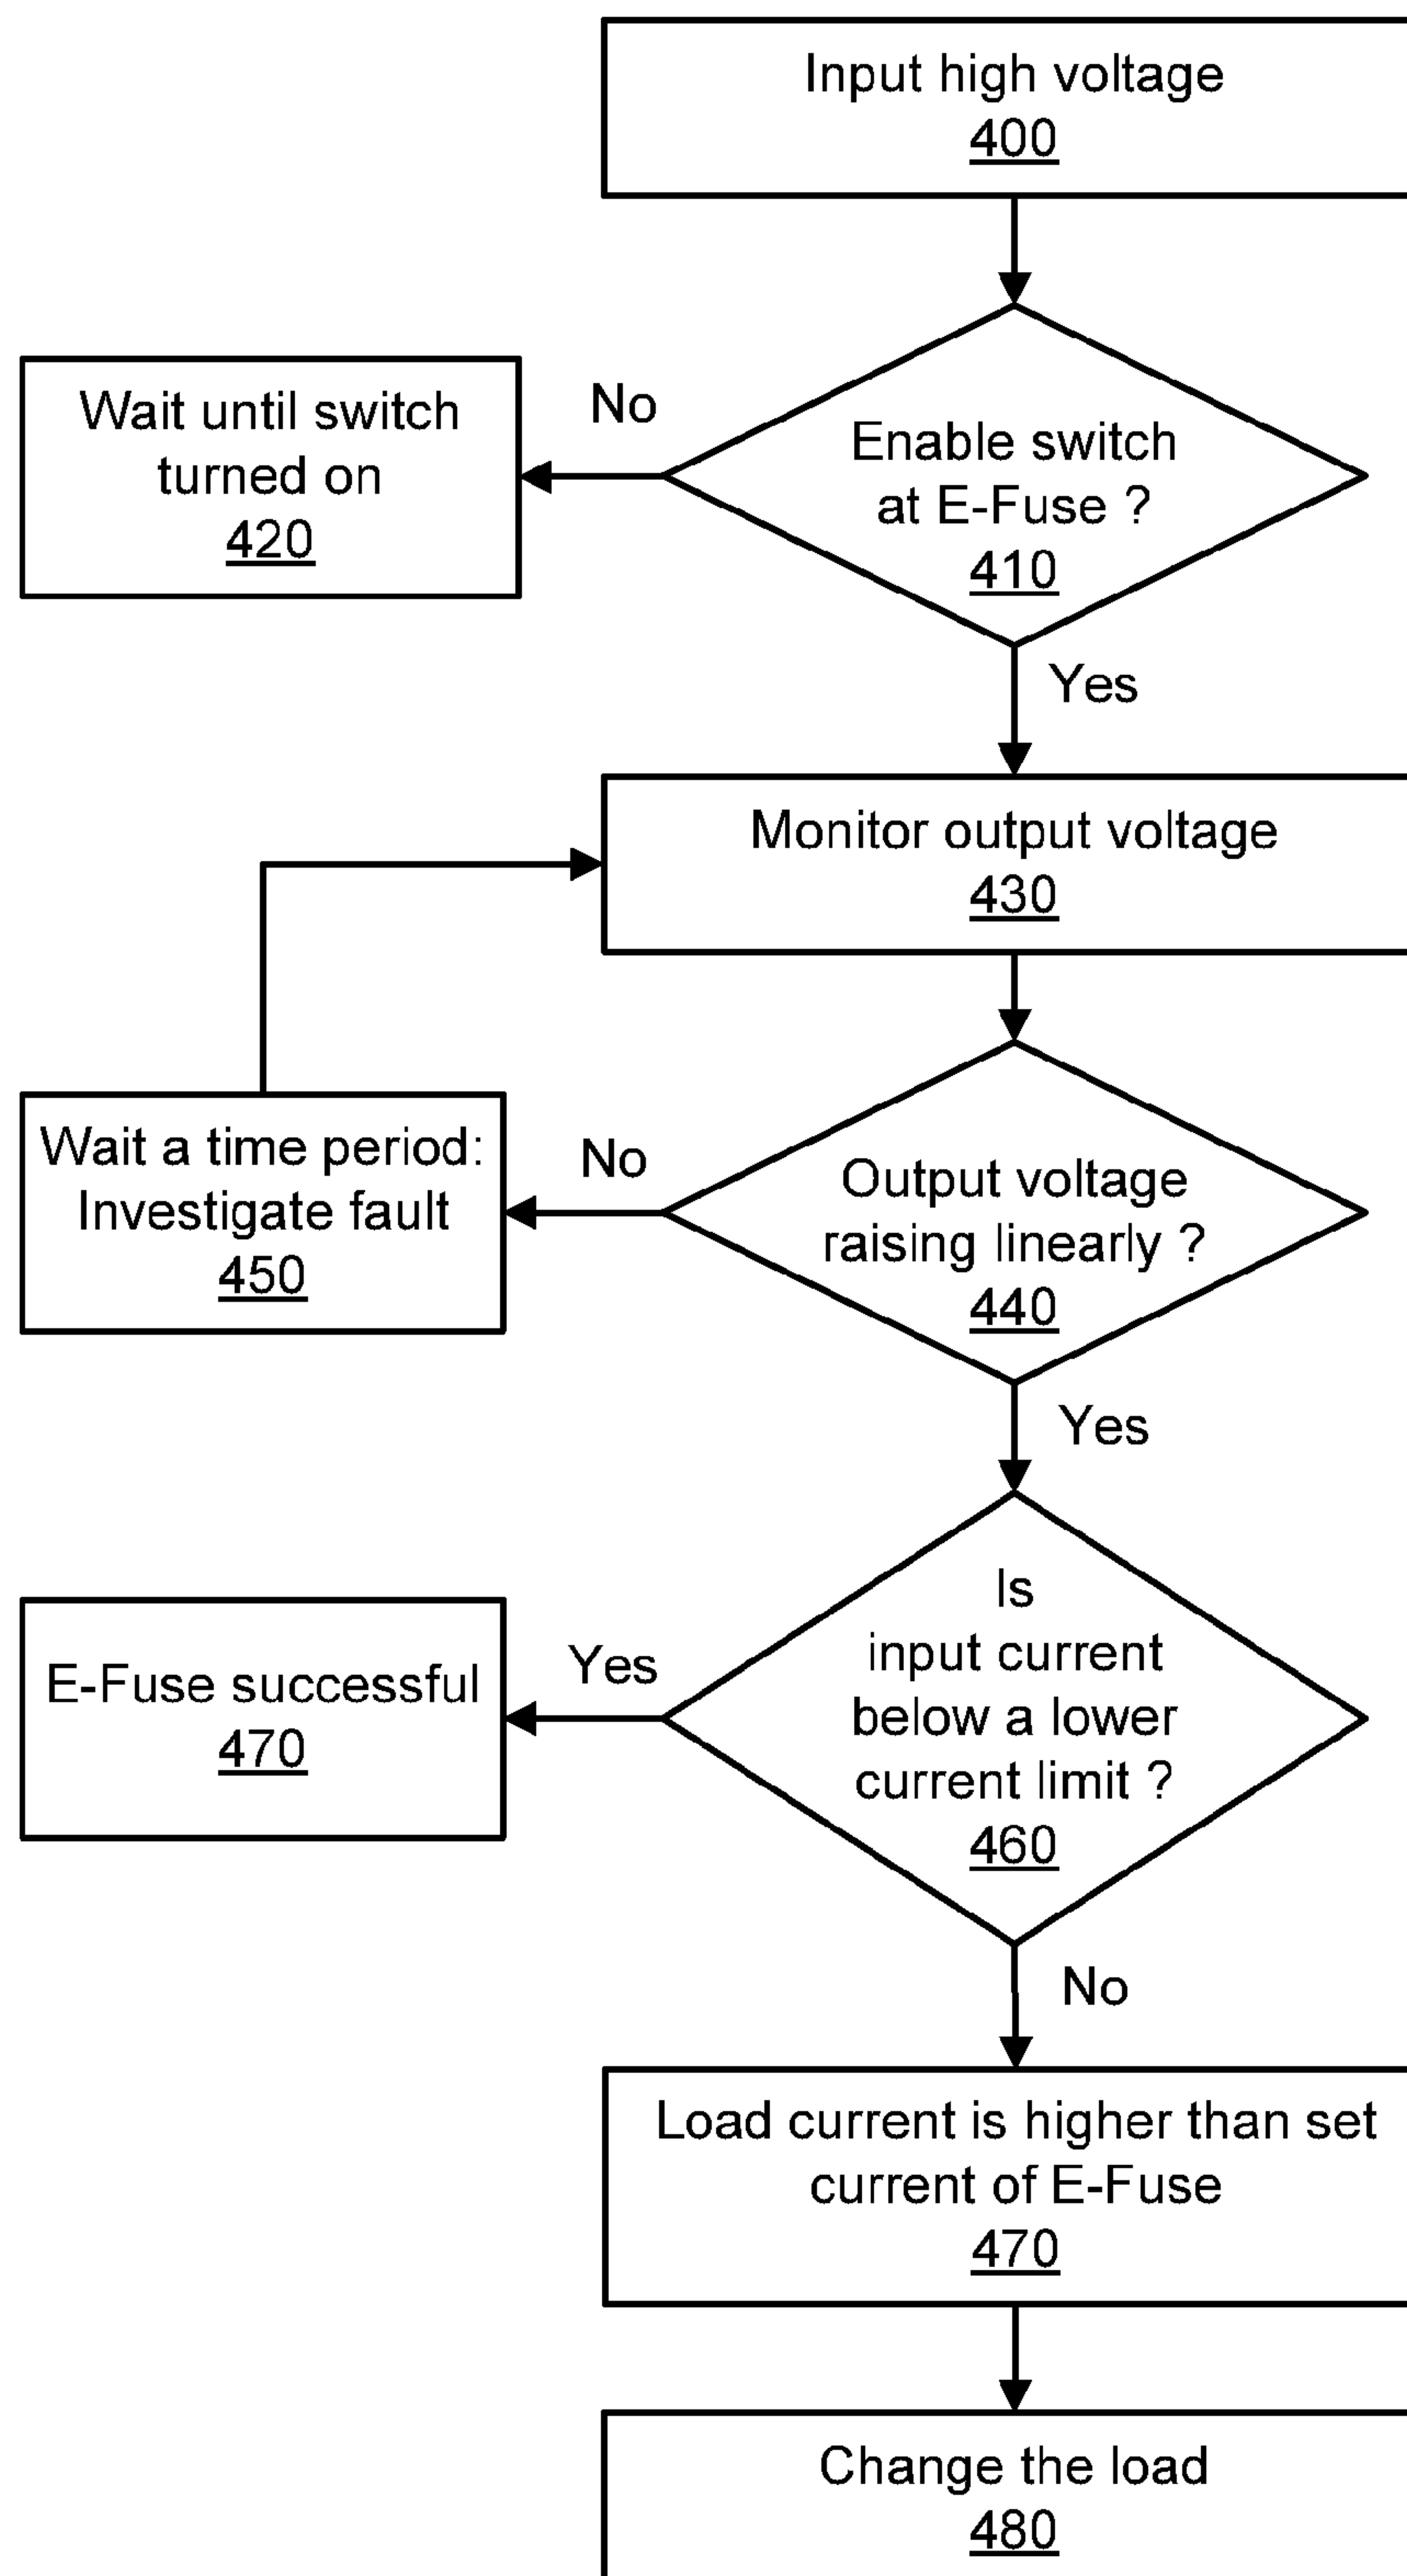 Input high voltage
400
Enable switch
at E-Fuse ?
410
No
Wait until switch
turned on
420
Yes
Monitor output voltage
430
Output voltage
raising linearly ?
440
No
Wait a time period:
Investigate fault
450
Yes
Is
input current
below a lower
current limit ?
460
Yes
E-Fuse successful
470
No
Load current is higher than set
current of E-Fuse
470
Change the load
480